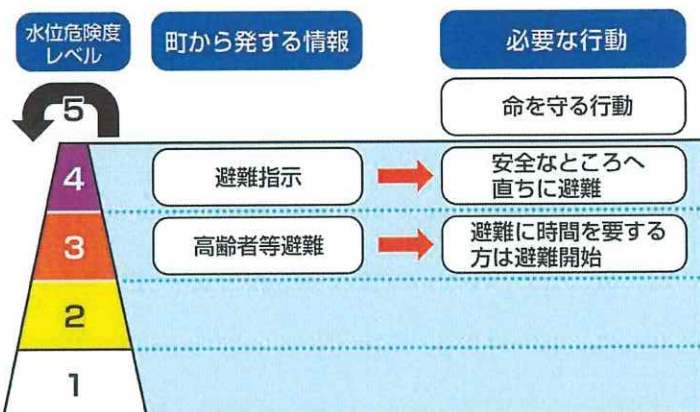 水位危険度
レベル
町から発する情報
必要な行動
5
命を守る行動
4
避難指示
安全なところへ
直ちに避難
3
高齢者等避難
避難に時間を要する
方は避難開始
2
1